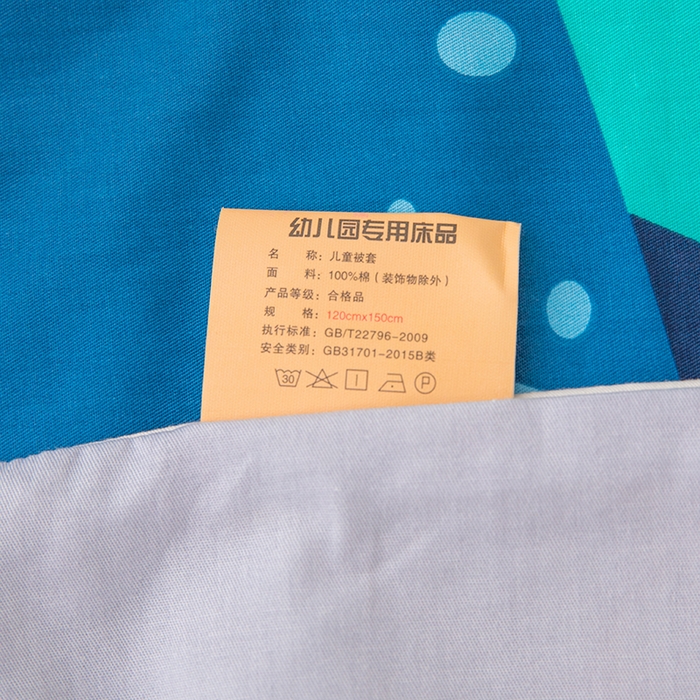 幼儿园专用床品
名 称：儿童被套
面 料：100%棉（装饰物除外）
产品等级：合格品
规 格：120cmx150cm
执行标准：GB/T22796-2009
安全类别：GB31701-2015B类
30 P